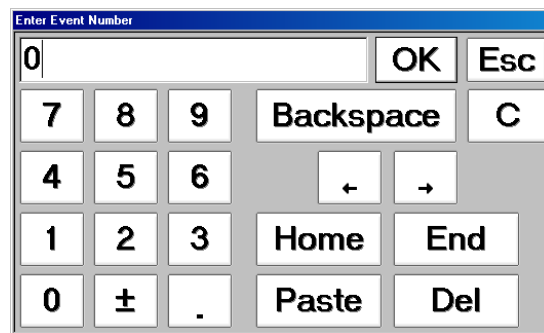 Enter Event Number
0 OK Esc
7 8 9 Backspace C
4 5 6 ← →
1 2 3 Home End
0 ± . Paste Del